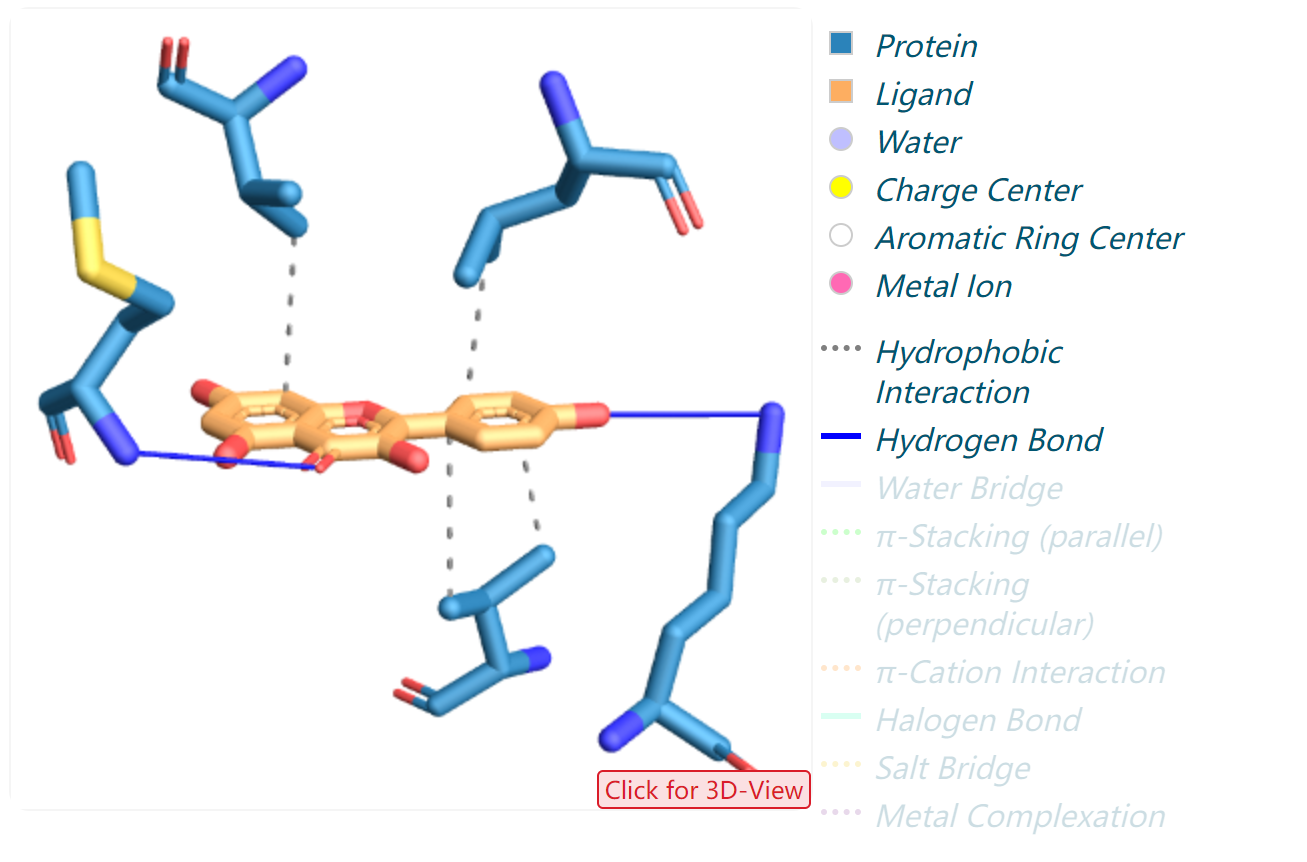 Protein
Ligand
Water
Charge Center
Aromatic Ring Center
Metal Ion
Hydrophobic
Interaction
Hydrogen Bond
Water Bridge
π-Stacking (parallel)
π-Stacking
(perpendicular)
π-Cation Interaction
Halogen Bond
Salt Bridge
Metal Complexation
Click for 3D-View